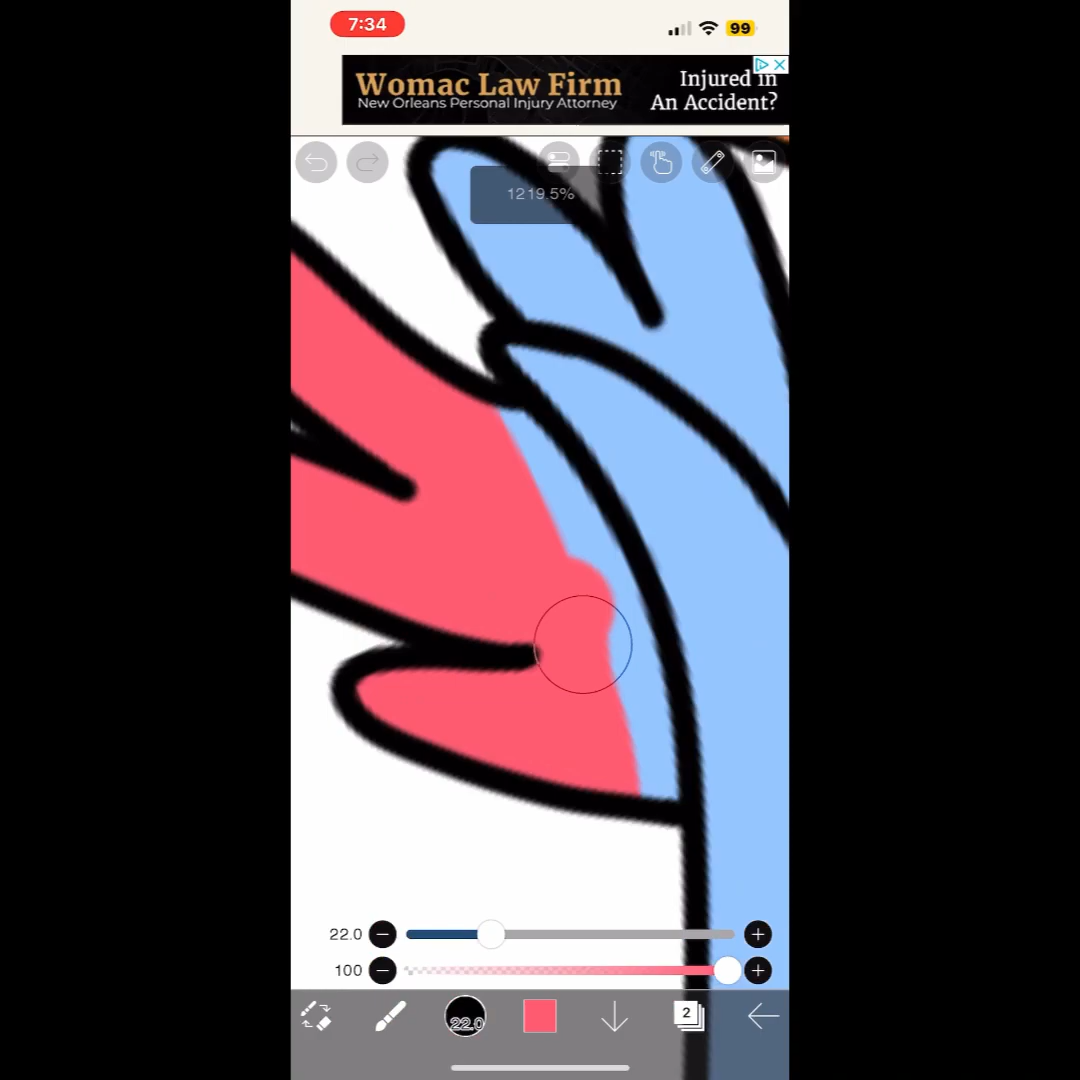 7:34
99
Womac Law Firm
New Orleans Personal Injury Attorney
Injured in
An Accident?
1219.5%
22.0
100
22.0
2